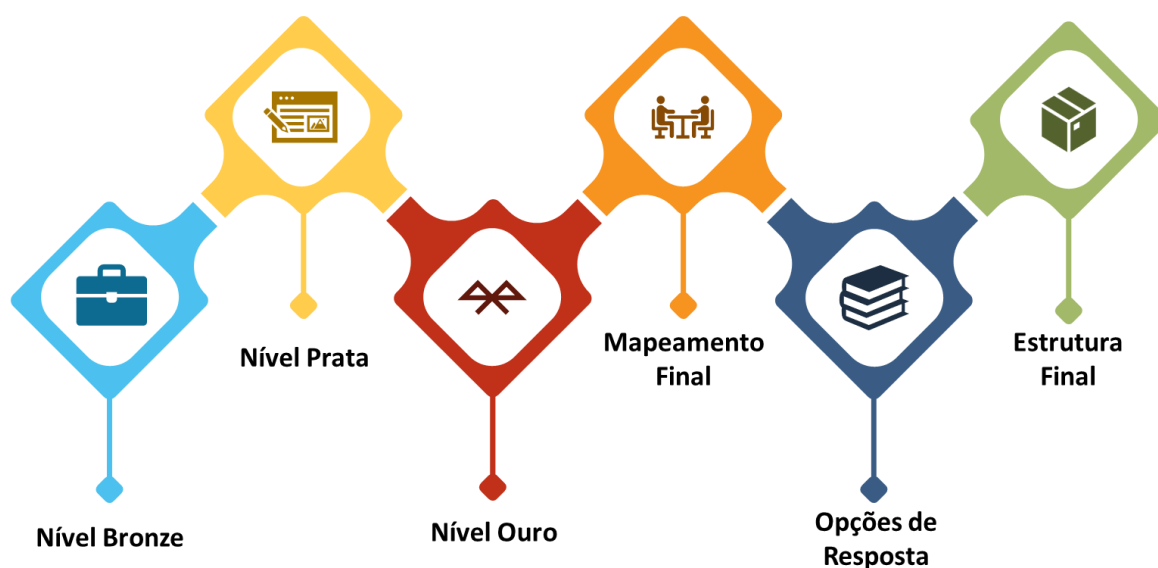 Nível Bronze
Nível Prata
Nível Ouro
Mapeamento
Final
Opções de
Resposta
Estrutura
Final